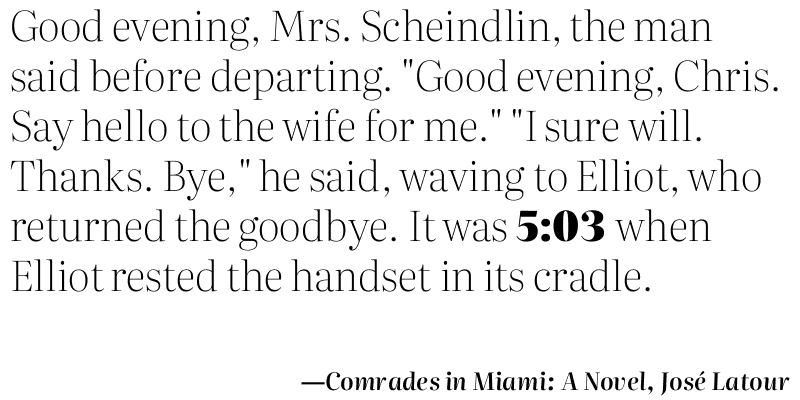 Good evening, Mrs. Scheindlin, the man
said before departing. "Good evening, Chris.
Say hello to the wife for me." "I sure will.
Thanks. Bye," he said, waving to Elliot, who
returned the goodbye. It was 5:03 when
Elliot rested the handset in its cradle.
—Comrades in Miami: A Novel, José Latour